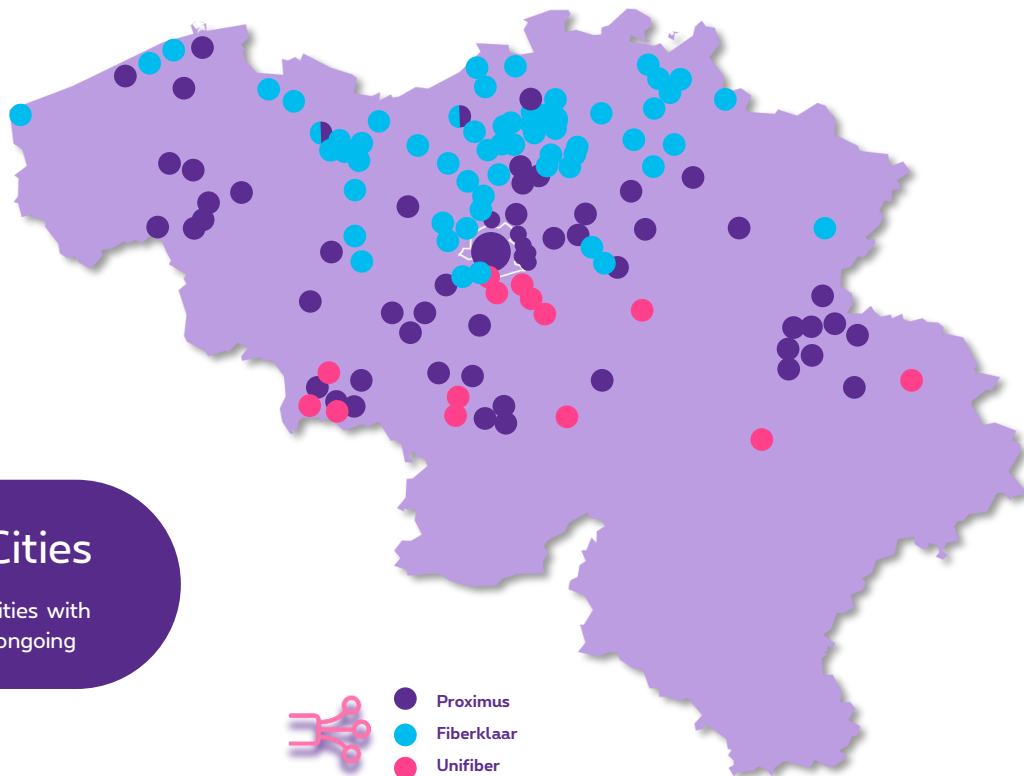 Cities
ities with
ongoing
Proximus
Fiberklaar
Unifiber